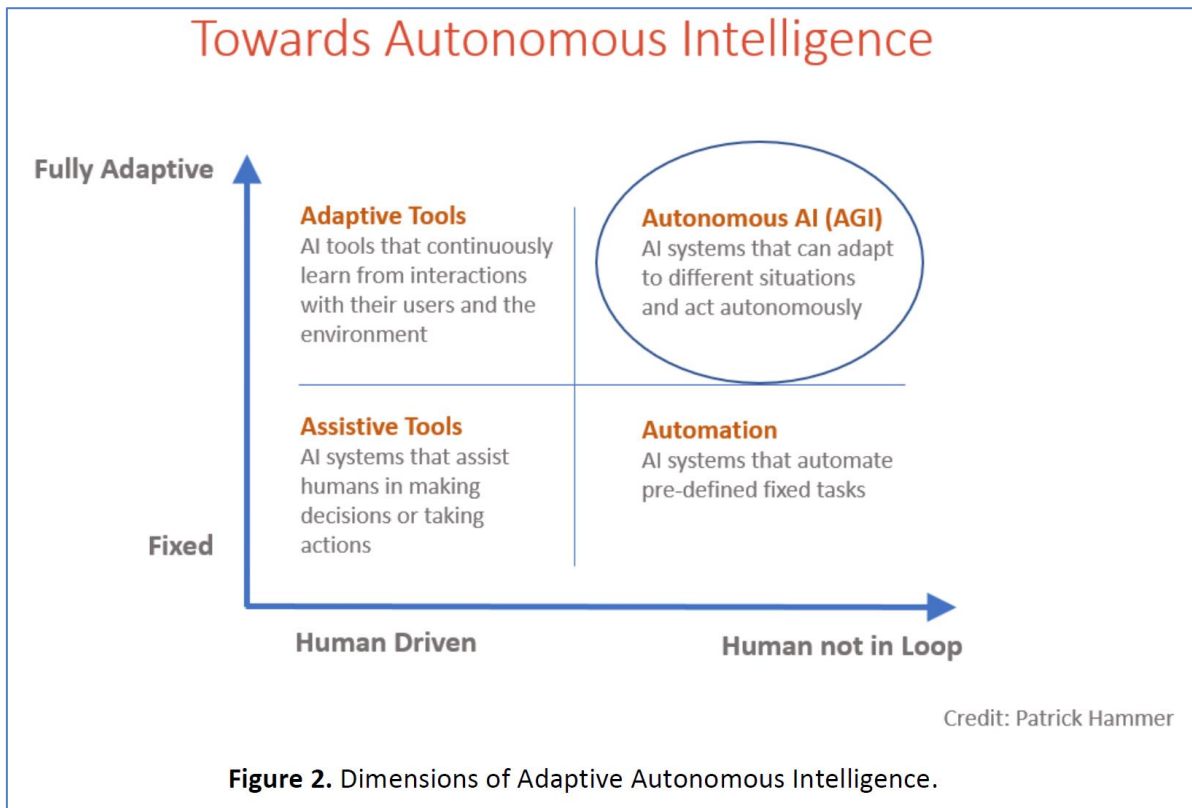 Towards Autonomous Intelligence
Fully Adaptive
Adaptive Tools
AI tools that continuously
learn from interactions
with their users and the
environment
Autonomous AI (AGI)
AI systems that can adapt
to different situations
and act autonomously
Assistive Tools
AI systems that assist
humans in making
decisions or taking
actions
Automation
AI systems that automate
pre-defined fixed tasks
Fixed
Human Driven
Human not in Loop
Credit: Patrick Hammer
Figure 2. Dimensions of Adaptive Autonomous Intelligence.